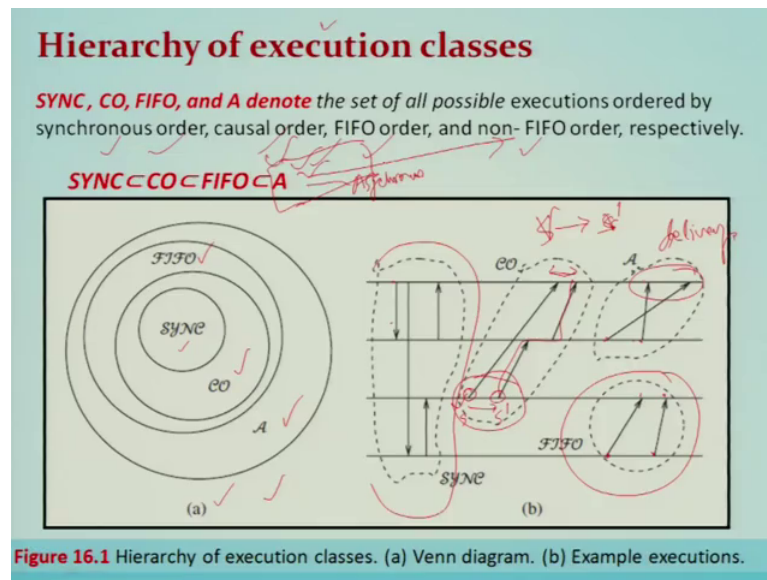 Hierarchy of execution classes
SYNC, CO, FIFO, and A denote the set of all possible executions ordered by
synchronous order, causal order, FIFO order, and non- FIFO order, respectively.
SYNC⊂CO⊂FIFO⊂A
S → S'
delivery
FIFO
SYNC
CO
A
(a)
CO
A
S'
FIFO
SYNC
(b)
Figure 16.1 Hierarchy of execution classes. (a) Venn diagram. (b) Example executions.